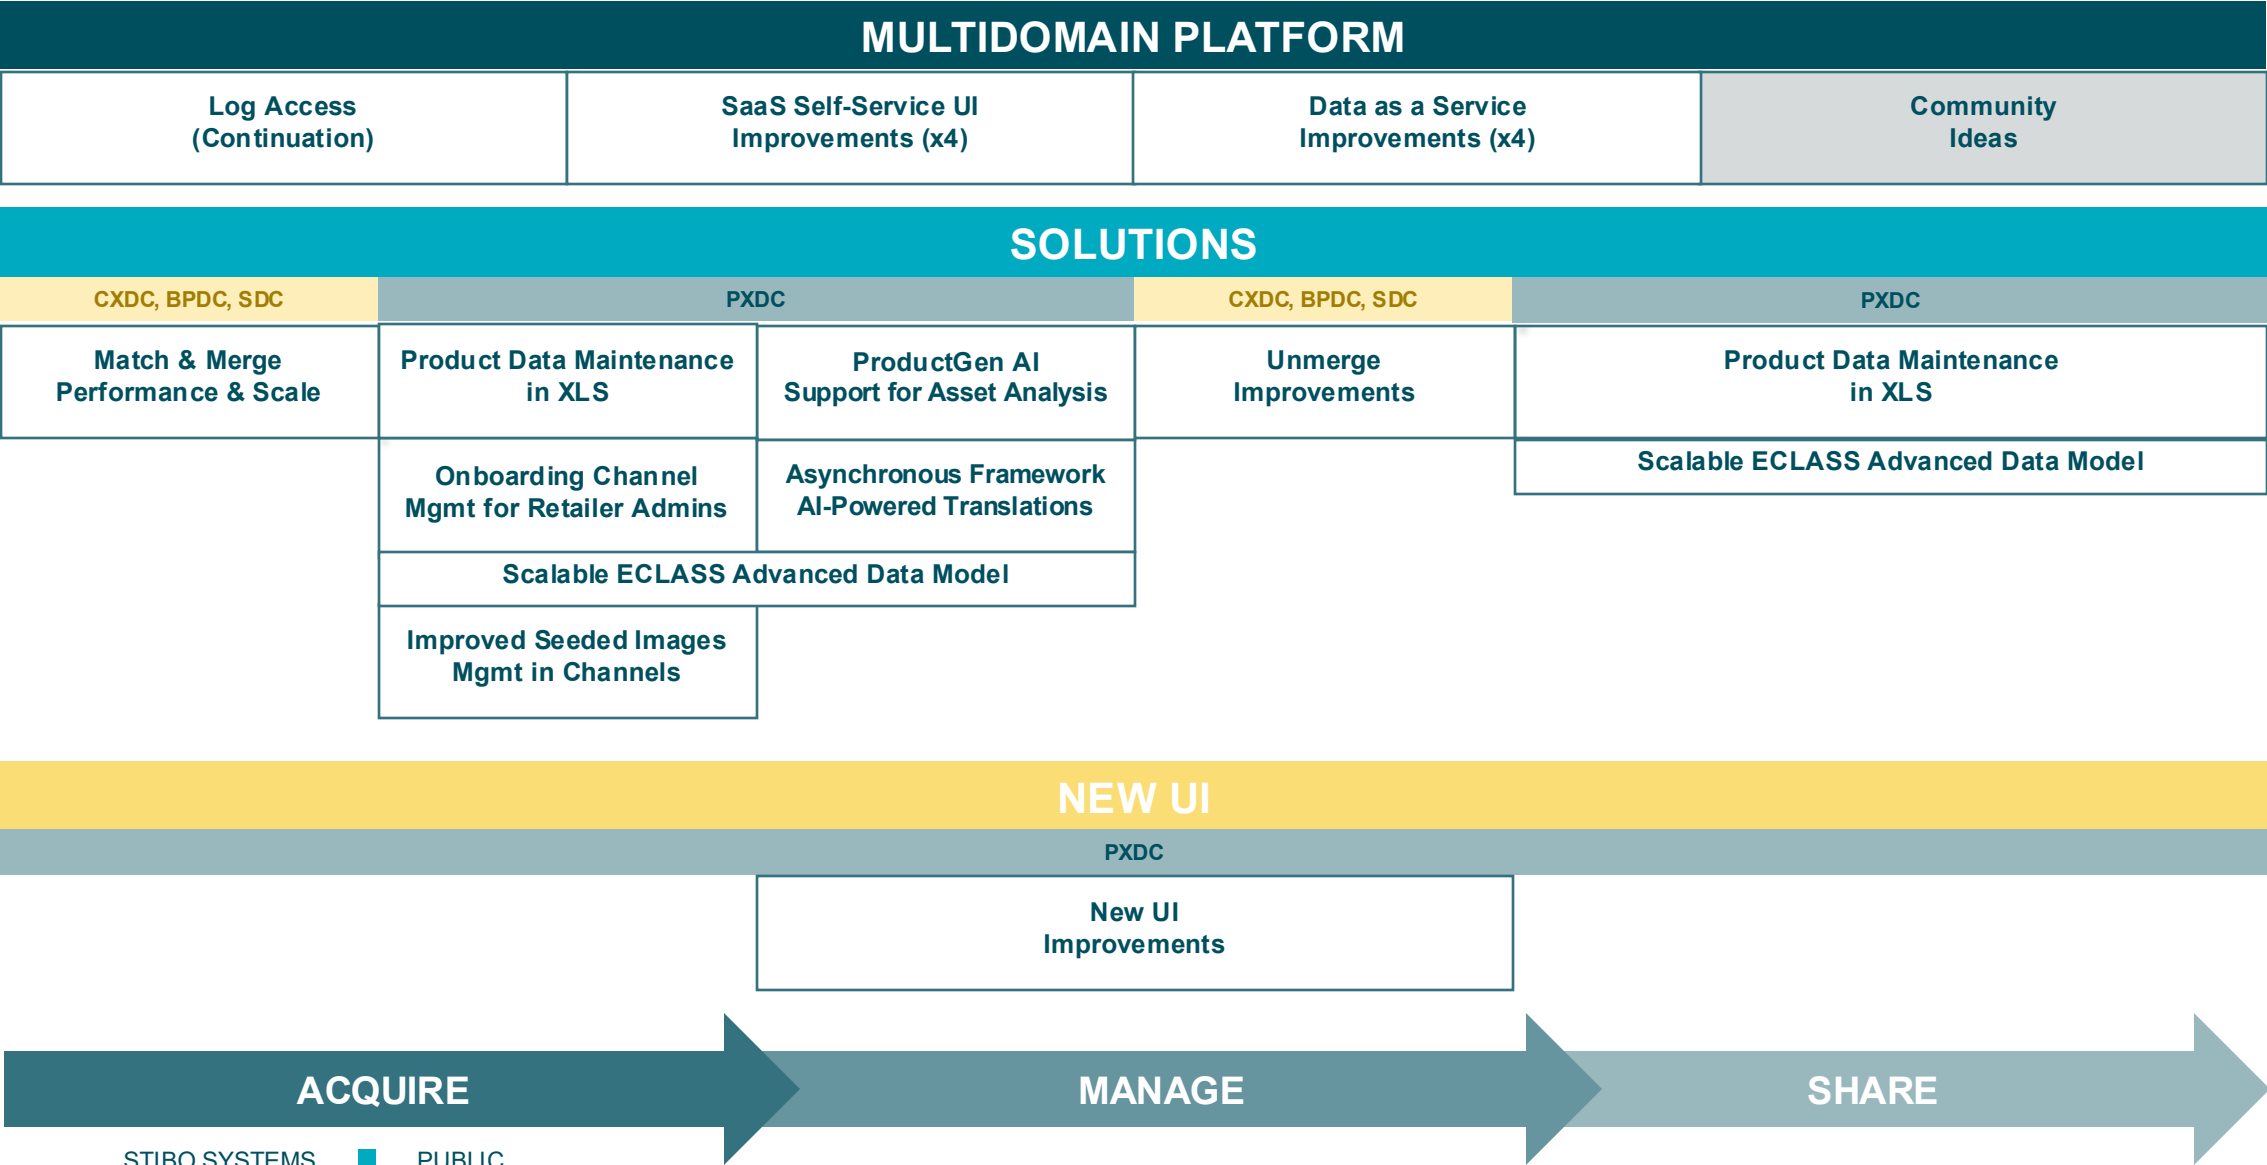 MULTIDOMAIN PLATFORM
Log Access
(Continuation)
SaaS Self-Service UI
Improvements (x4)
Data as a Service
Improvements (x4)
Community
Ideas
SOLUTIONS
CXDC, BPDC, SDC
PXDC
CXDC, BPDC, SDC
PXDC
Match & Merge
Performance & Scale
Product Data Maintenance
in XLS
ProductGen AI
Support for Asset Analysis
Unmerge
Improvements
Product Data Maintenance
in XLS
Onboarding Channel
Mgmt for Retailer Admins
Asynchronous Framework
AI-Powered Translations
Scalable ECLASS Advanced Data Model
Scalable ECLASS Advanced Data Model
Improved Seeded Images
Mgmt in Channels
NEW UI
PXDC
New UI
Improvements
ACQUIRE
MANAGE
SHARE
STIBO SYSTEMS
PUBLIC